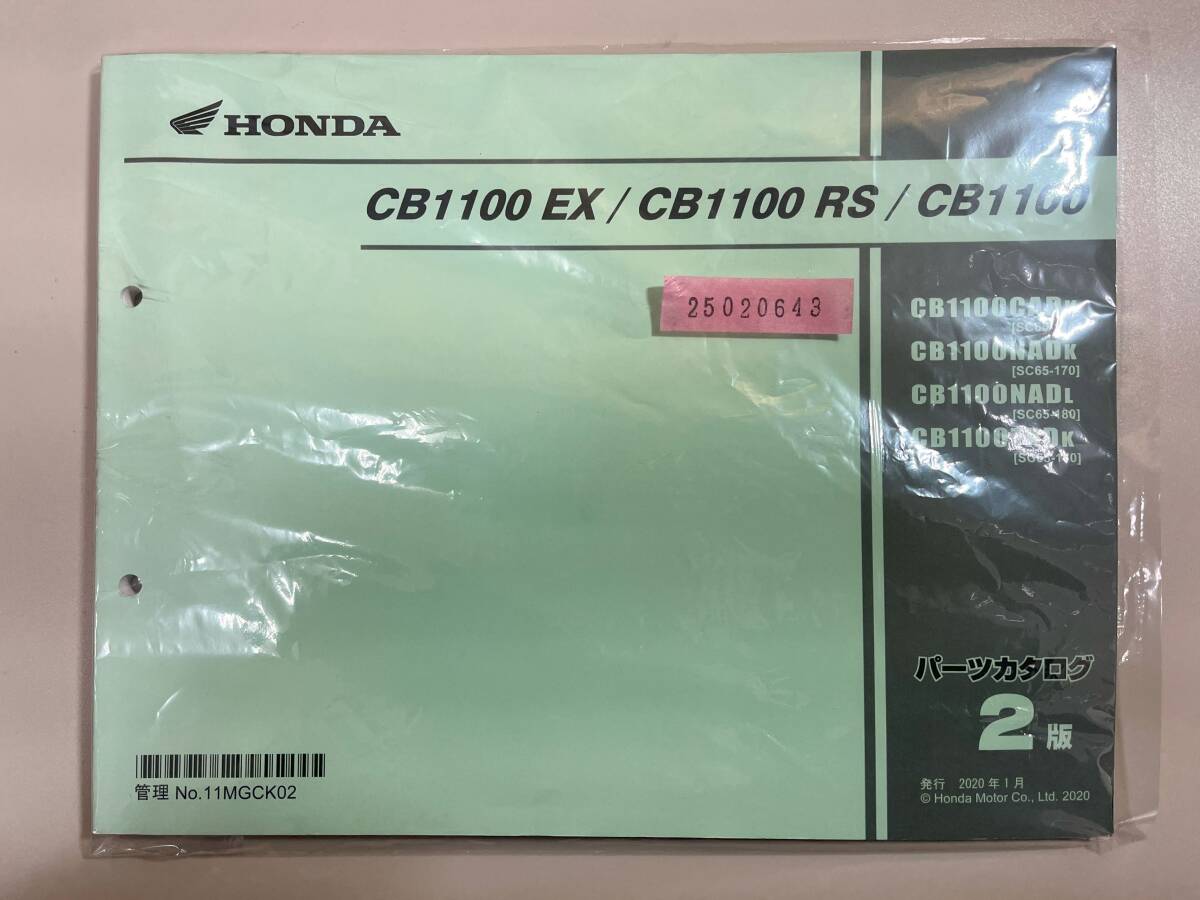 HONDA
CB1100 EX / CB1100 RS / CB1100
25020643
CB1100NADK
[SC65-170]
CB1100NADL
[SC65-180]
パーツカタログ
2版
管理 No.11MGCK02
発行 2020年1月
© Honda Motor Co., Ltd. 2020